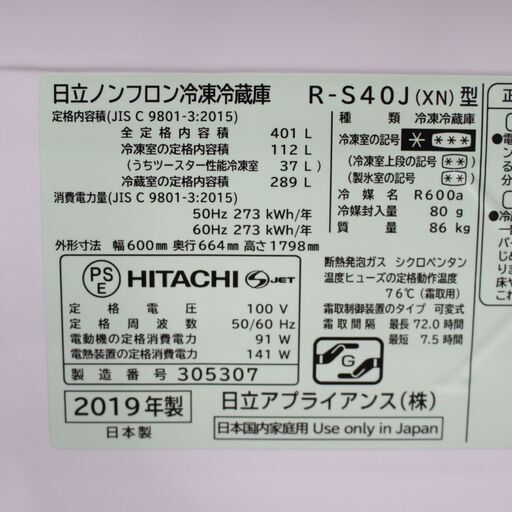 日立ノンフロン冷凍冷蔵庫 R-S40J(XN)型
定格内容積(JIS C 9801-3:2015)
全定格内容積 401 L
冷凍室の定格内容積 112 L
(うちツースター性能冷凍室 37 L)
冷蔵室の定格内容積 289 L
消費電力量(JIS C 9801-3:2015)
50Hz 273 kWh/年
60Hz 273 kWh/年
外形寸法 幅600mm 奥行664mm 高さ1798mm
種類 冷凍冷蔵庫
冷凍室の記号 ****
(冷凍室上段の記号 **)
(製氷室の記号 **)
冷媒名 R600a
冷媒封入量 80 g
質量 86 kg
断熱発泡ガス シクロペンタン
温度ヒューズの定格動作温度
76℃(霜取用)
霜取制御装置のタイプ 可変式
霜取間隔 最長 72.0 時間
最短 7.5 時間
PS
E
HITACHI S JET
定格電圧 100 V
定格周波数 50/60 Hz
電動機の定格消費電力 91 W
電熱装置の定格消費電力 141 W
製造番号 305307
G
2019年製
日本製
日立アプライアンス(株)
日本国内家庭用 Use only in Japan